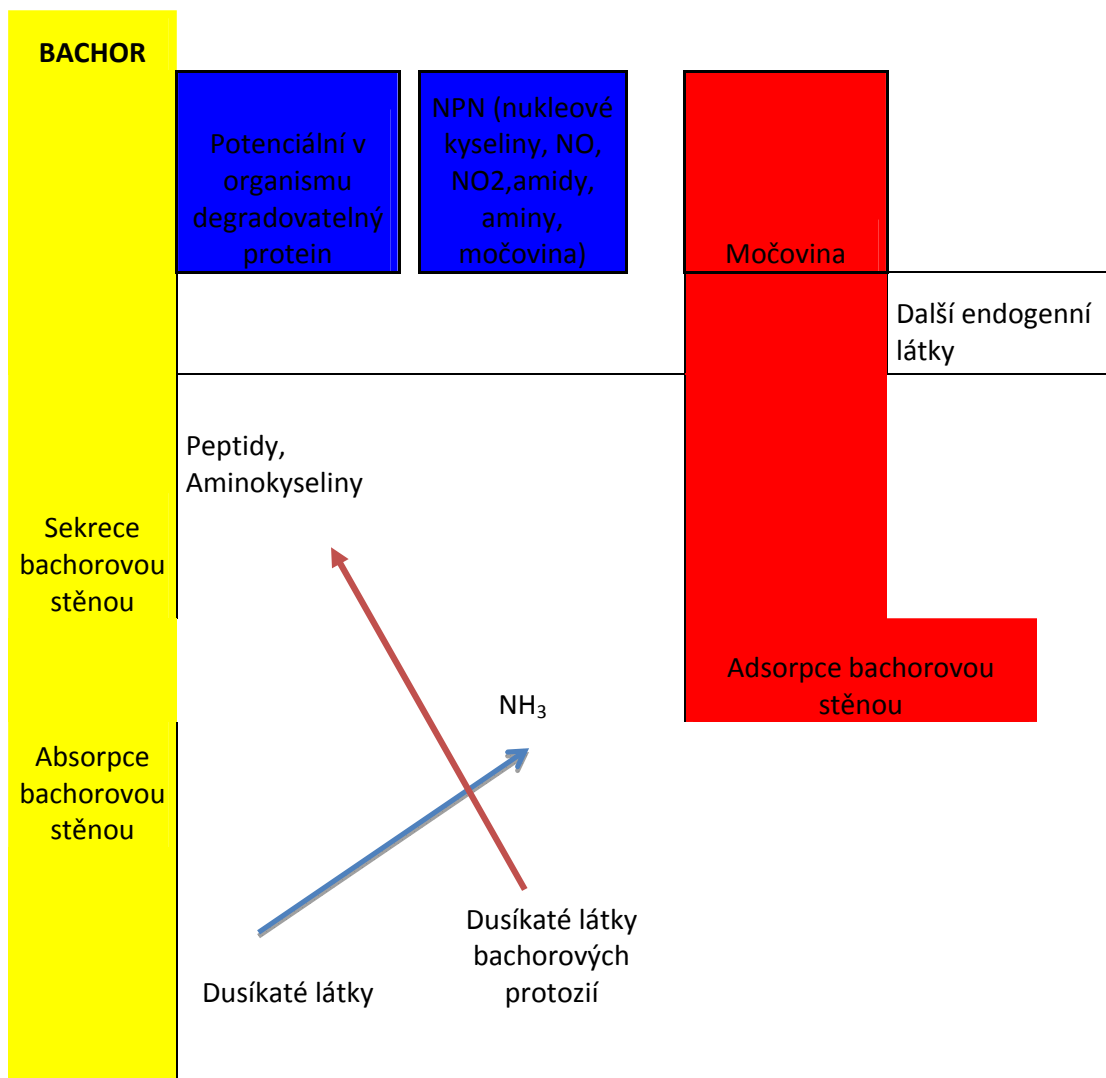 BACHOR
Potenciální v
organismu
degradovatelný
protein
NPN (nukleové
kyseliny, NO,
NO2,amidy,
aminy,
močovina)
Močovina
Další endogenní
látky
Peptidy,
Aminokyseliny
Sekrece
bachorovou
stěnou
Adsorpce bachorovou
stěnou
NH₃
Absorpce
bachorovou
stěnou
Dusíkaté látky
bachorových
protozií
Dusíkaté látky